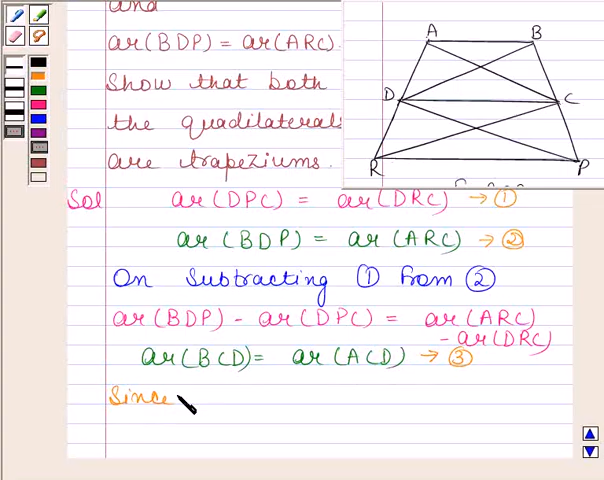 and
ar(BDP) = ar(ARC).
Show that both
the quadilaterals
are trapeziums.
A B
D C
R P
Sol ar(DPC) = ar(DRC) → ①
ar(BDP) = ar(ARC) → ②
On Subtracting ① from ②
ar(BDP) - ar(DPC) = ar(ARC)
- ar(DRC)
ar(BCD) = ar(ACD) → ③
Since